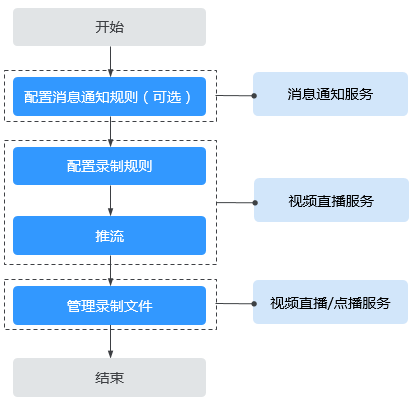 开始
配置消息通知规则（可选）
消息通知服务
配置录制规则
视频直播服务
推流
管理录制文件
视频直播/点播服务
结束